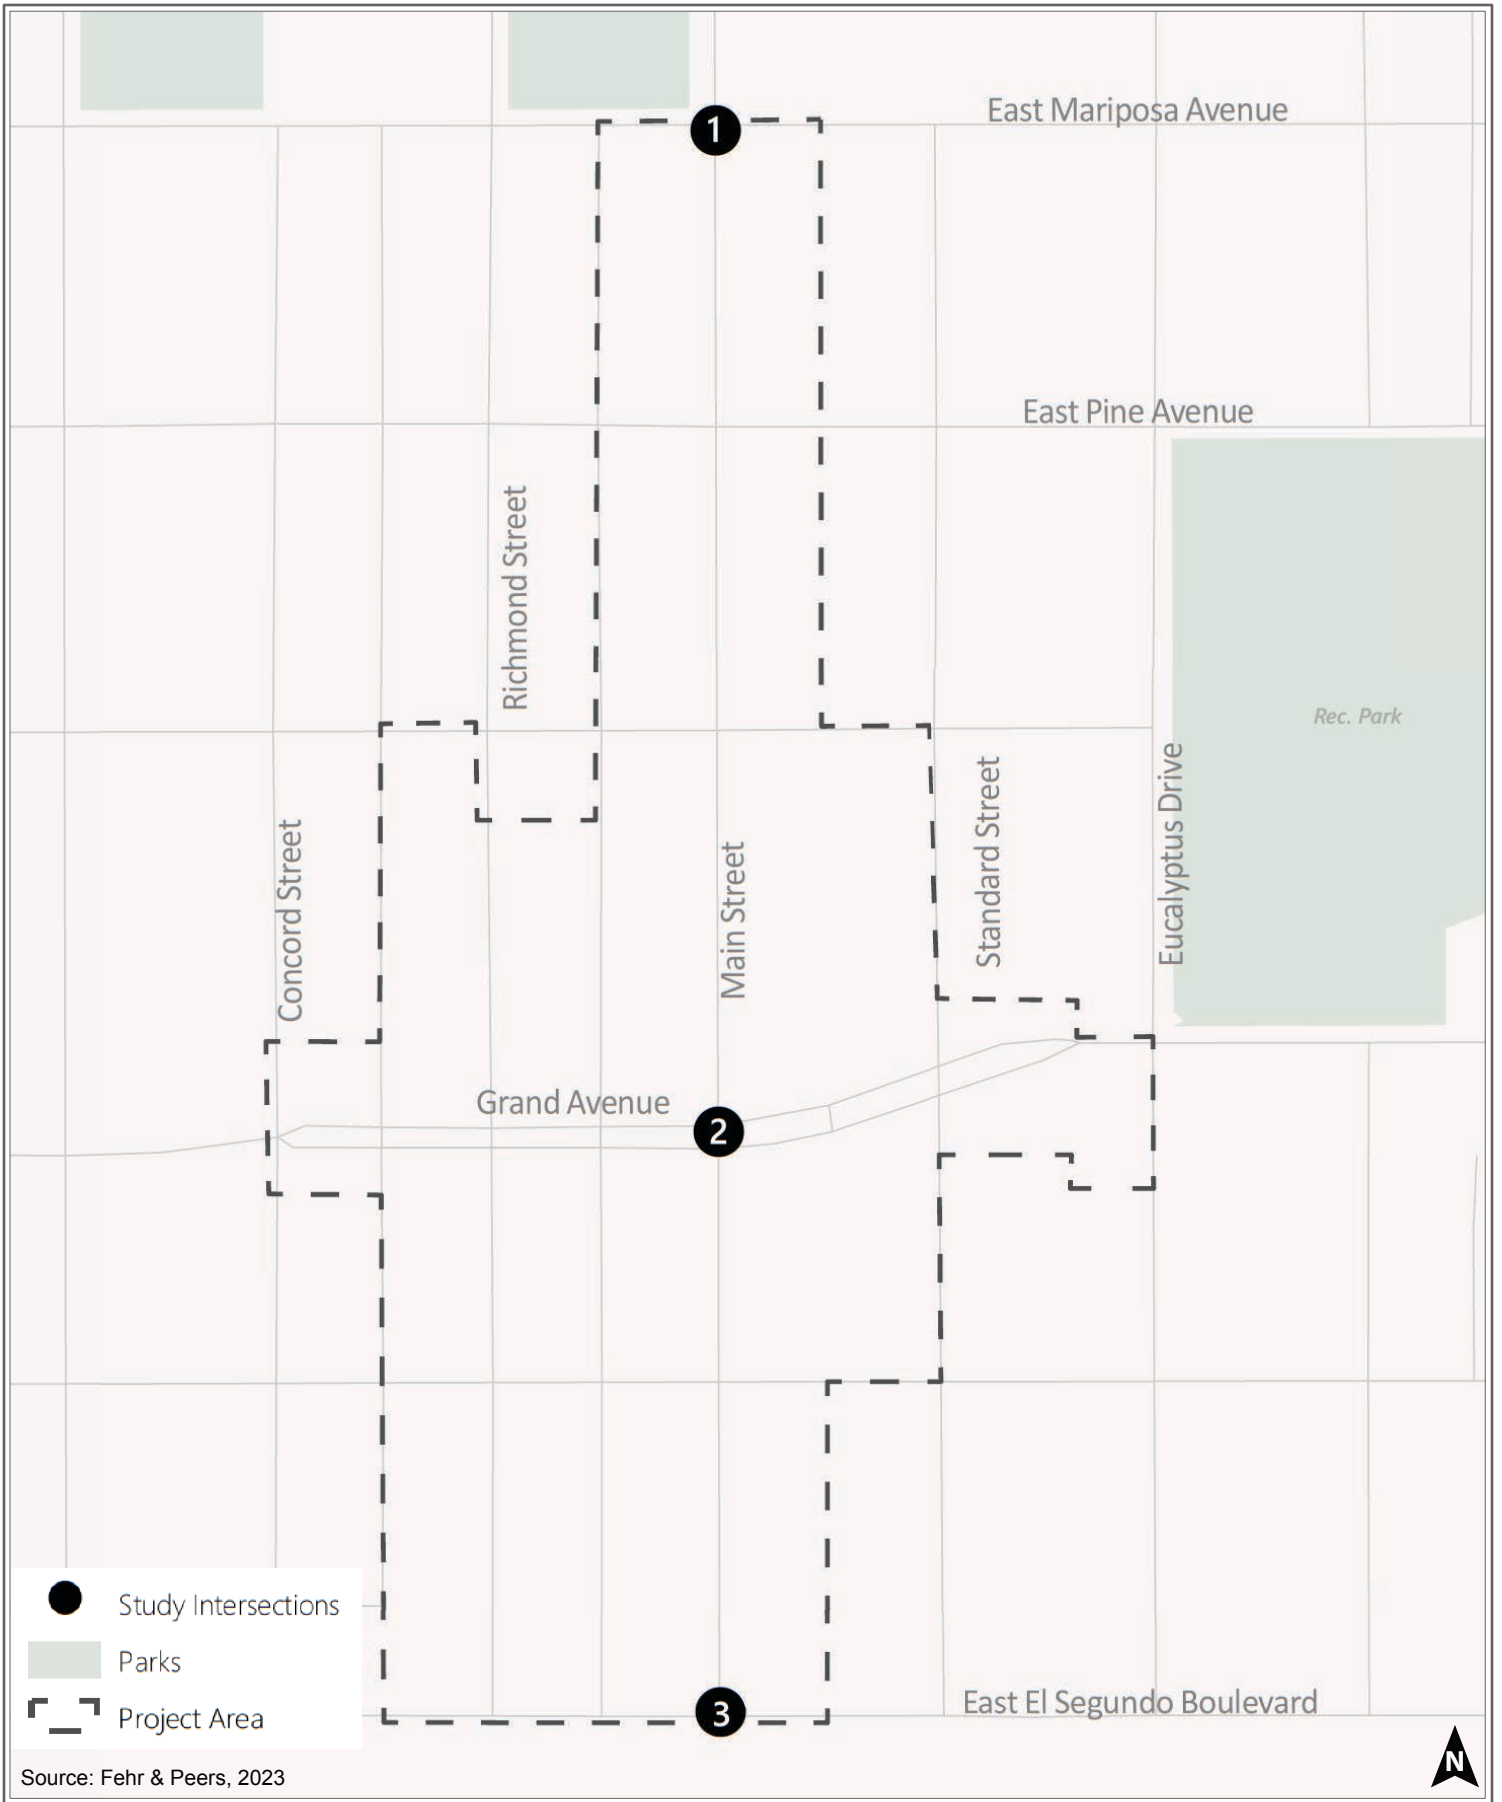 East Mariposa Avenue
1
East Pine Avenue
Richmond Street
Rec. Park
Concord Street
Main Street
Standard Street
Eucalyptus Drive
Grand Avenue
2
Study Intersections
Parks
Project Area
3
East El Segundo Boulevard
N
Source: Fehr & Peers, 2023